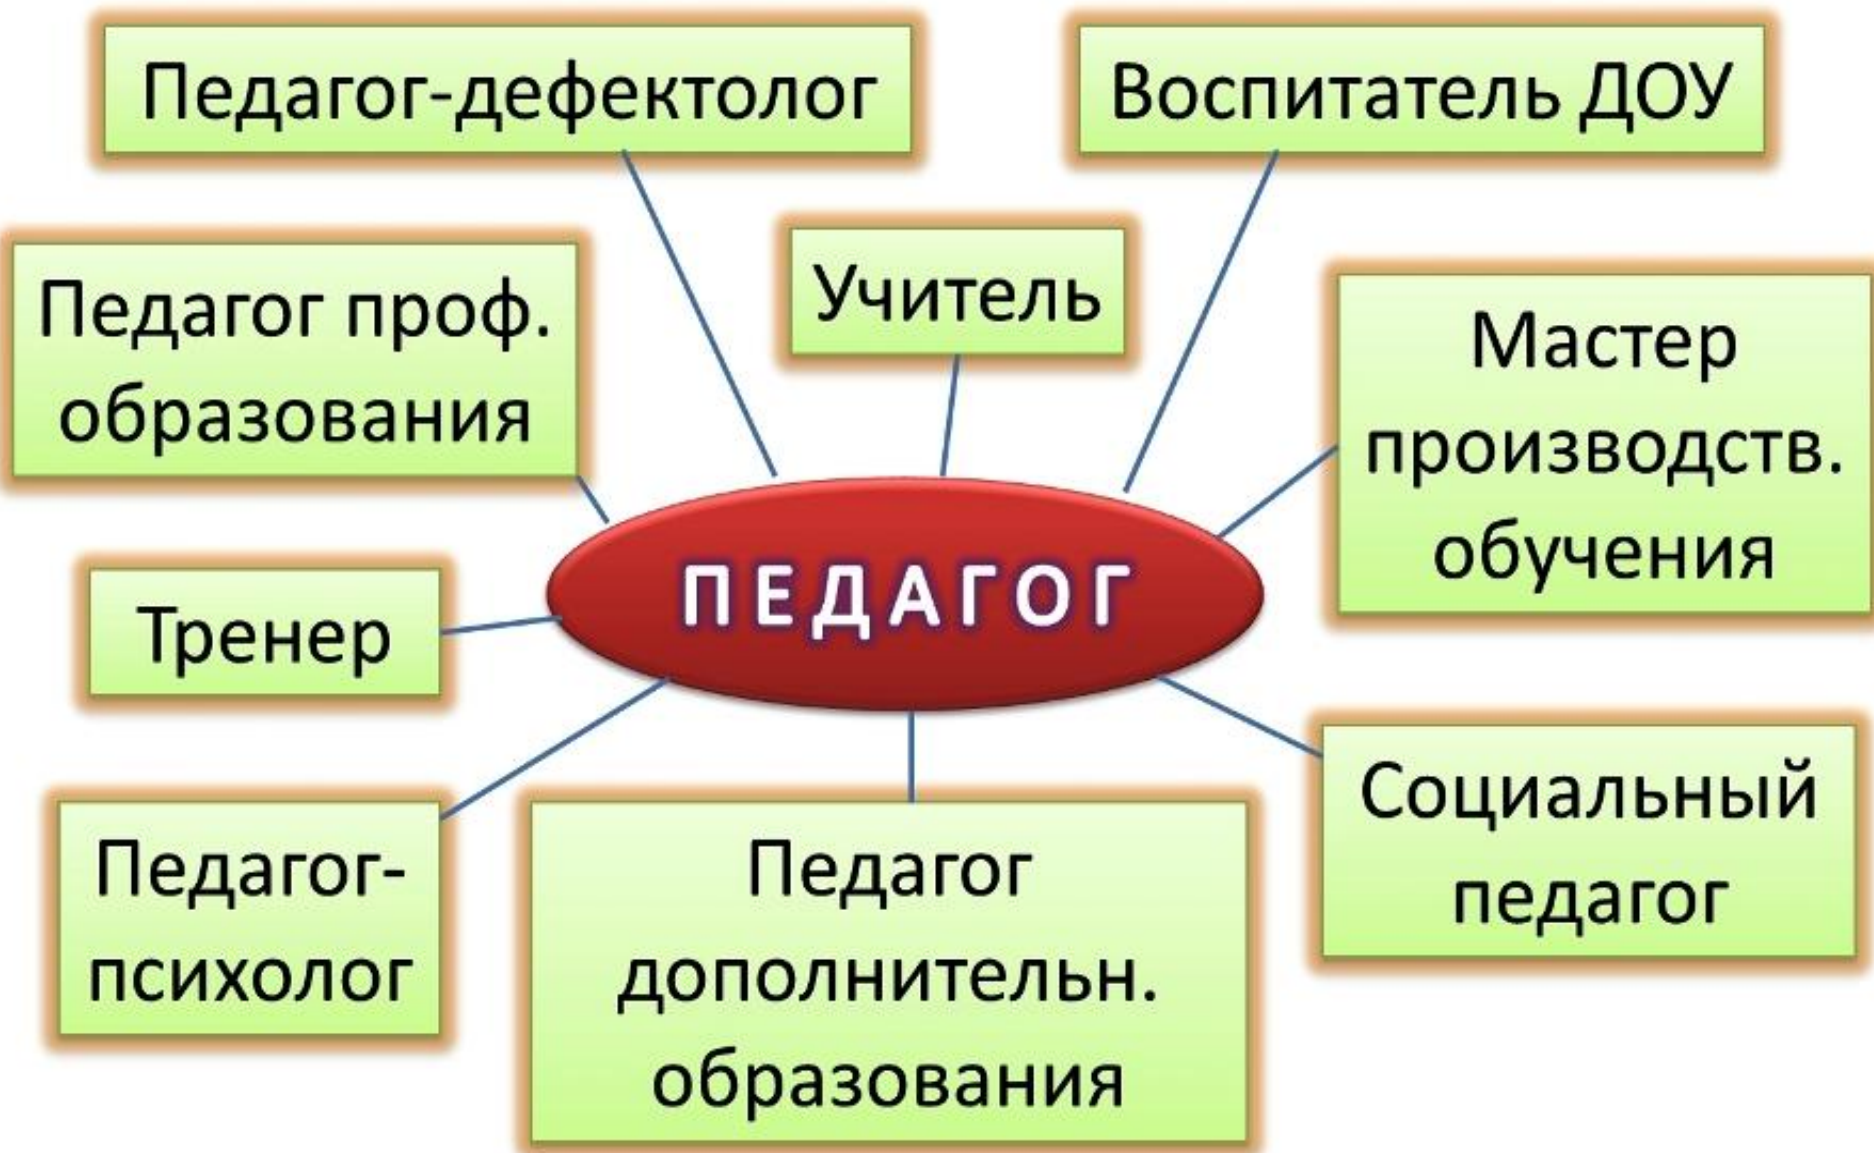 Педагог-дефектолог
Воспитатель ДОУ
Педагог проф.
образования
Учитель
Мастер
производств.
обучения
ПЕДАГОГ
Тренер
Социальный
педагог
Педагог-
психолог
Педагог
дополнительн.
образования